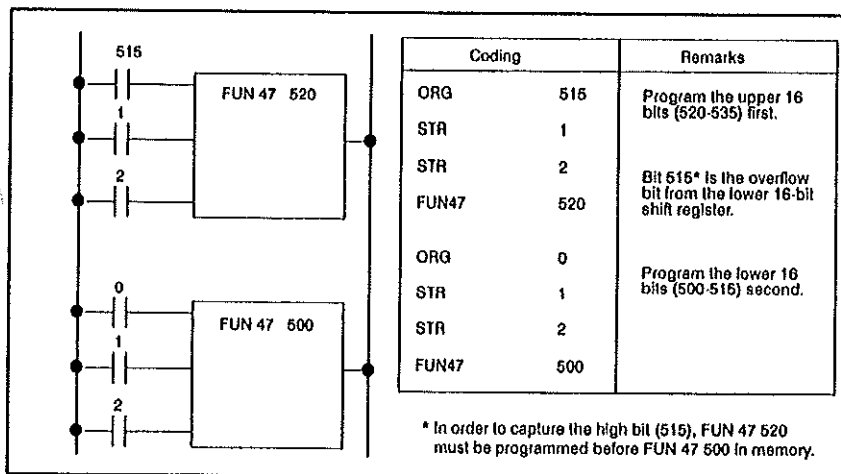 515
FUN 47 520
1
2
0
FUN 47 500
1
2
Coding Remarks
ORG 515 Program the upper 16
bits (520-535) first.
STR 1
STR 2 Bit 515* is the overflow
bit from the lower 16-bit
shift register.
FUN47 520
ORG 0 Program the lower 16
bits (500-515) second.
STR 1
STR 2
FUN47 500
* In order to capture the high bit (515), FUN 47 520
must be programmed before FUN 47 500 in memory.